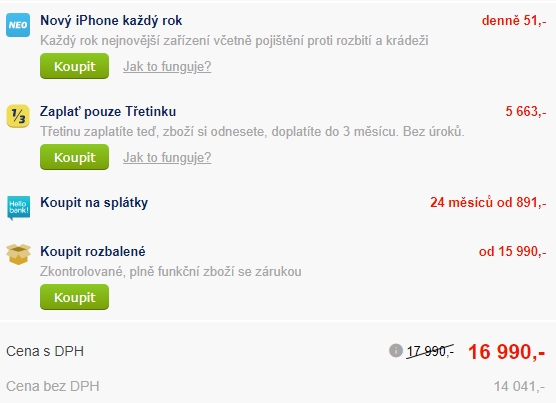 NEO Nový iPhone každý rok denně 51,-
Každý rok nejnovější zařízení včetně pojištění proti rozbití a krádeži
Koupit Jak to funguje?
1/3 Zaplať pouze Třetinku 5 663,-
Třetinu zaplatíte teď, zboží si odnesete, doplatíte do 3 měsícu. Bez úroků.
Koupit Jak to funguje?
Hello bank! Koupit na splátky 24 měsíců od 891,-
Koupit rozbalené od 15 990,-
Zkontrolované, plně funkční zboží se zárukou
Koupit
Cena s DPH i 17 990,- 16 990,-
Cena bez DPH 14 041,-